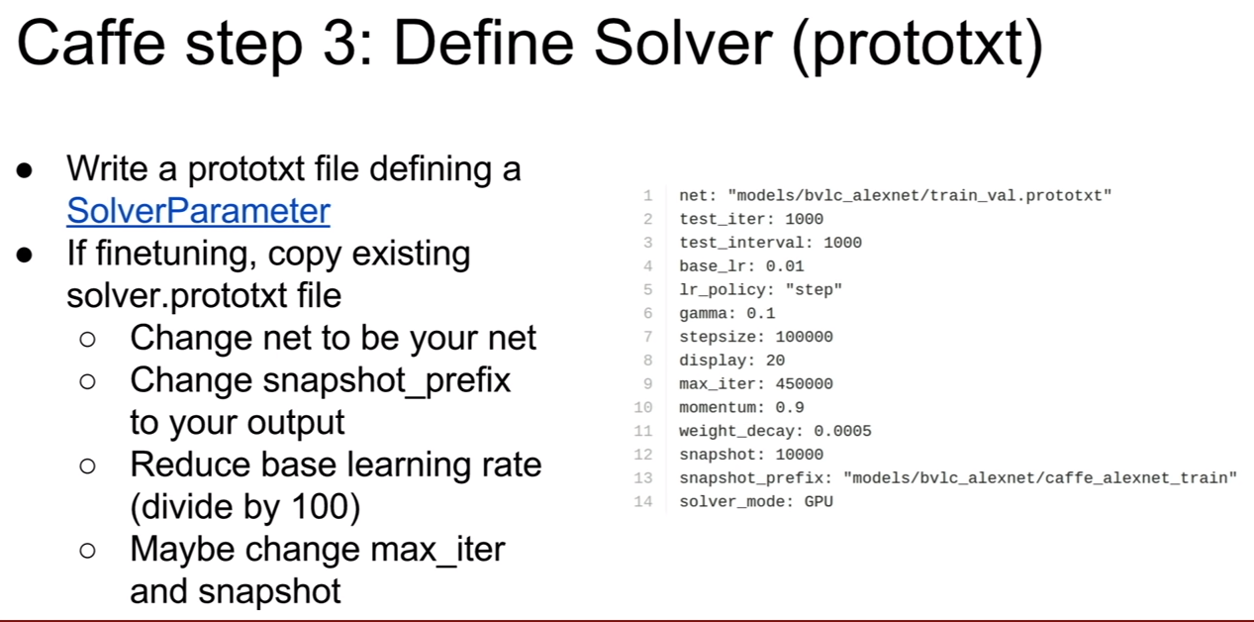 Caffe step 3: Define Solver (prototxt)
● Write a prototxt file defining a
SolverParameter
● If finetuning, copy existing
solver.prototxt file
○ Change net to be your net
○ Change snapshot_prefix
to your output
○ Reduce base learning rate
(divide by 100)
○ Maybe change max_iter
and snapshot
1 net: "models/bvlc_alexnet/train_val.prototxt"
2 test_iter: 1000
3 test_interval: 1000
4 base_lr: 0.01
5 lr_policy: "step"
6 gamma: 0.1
7 stepsize: 100000
8 display: 20
9 max_iter: 450000
10 momentum: 0.9
11 weight_decay: 0.0005
12 snapshot: 10000
13 snapshot_prefix: "models/bvlc_alexnet/caffe_alexnet_train"
14 solver_mode: GPU